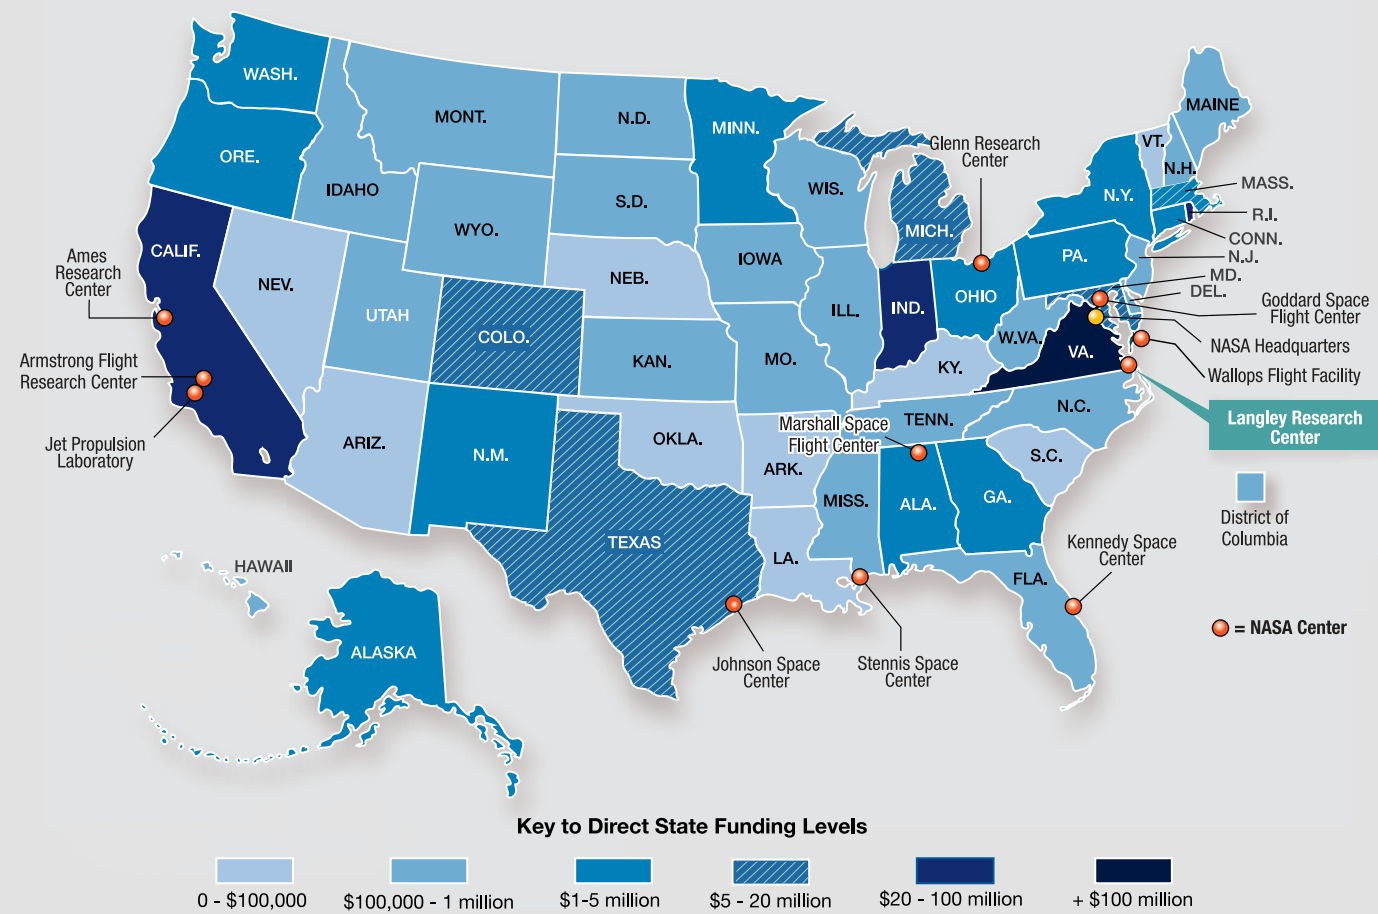 WASH.
MONT.
N.D.
MINN.
MAINE
ORE.
IDAHO
WYO.
S.D.
WIS.
MICH.
Glenn Research
Center
VT.
N.H.
N.Y.
MASS.
R.I.
CONN.
N.J.
MD.
DEL.
Goddard Space
Flight Center
NASA Headquarters
Wallops Flight Facility
Langley Research
Center
CALIF.
NEV.
UTAH
COLO.
NEB.
IOWA
ILL.
IND.
OHIO
PA.
W.VA.
VA.
Ames
Research
Center
Armstrong Flight
Research Center
Jet Propulsion
Laboratory
KAN.
MO.
KY.
ARIZ.
N.M.
OKLA.
ARK.
TENN.
N.C.
S.C.
Marshall Space
Flight Center
TEXAS
LA.
MISS.
ALA.
GA.
FLA.
District of
Columbia
Kennedy Space
Center
= NASA Center
HAWAII
ALASKA
Johnson Space
Center
Stennis Space
Center
Key to Direct State Funding Levels
0 - $100,000
$100,000 - 1 million
$1-5 million
$5 - 20 million
$20 - 100 million
+ $100 million